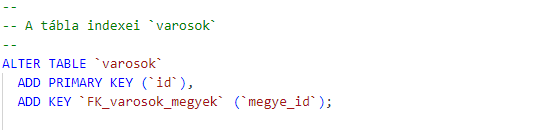 --
-- A tábla indexei `varosok`
--
ALTER TABLE `varosok`
ADD PRIMARY KEY (`id`),
ADD KEY `FK_varosok_megyek` (`megye_id`);